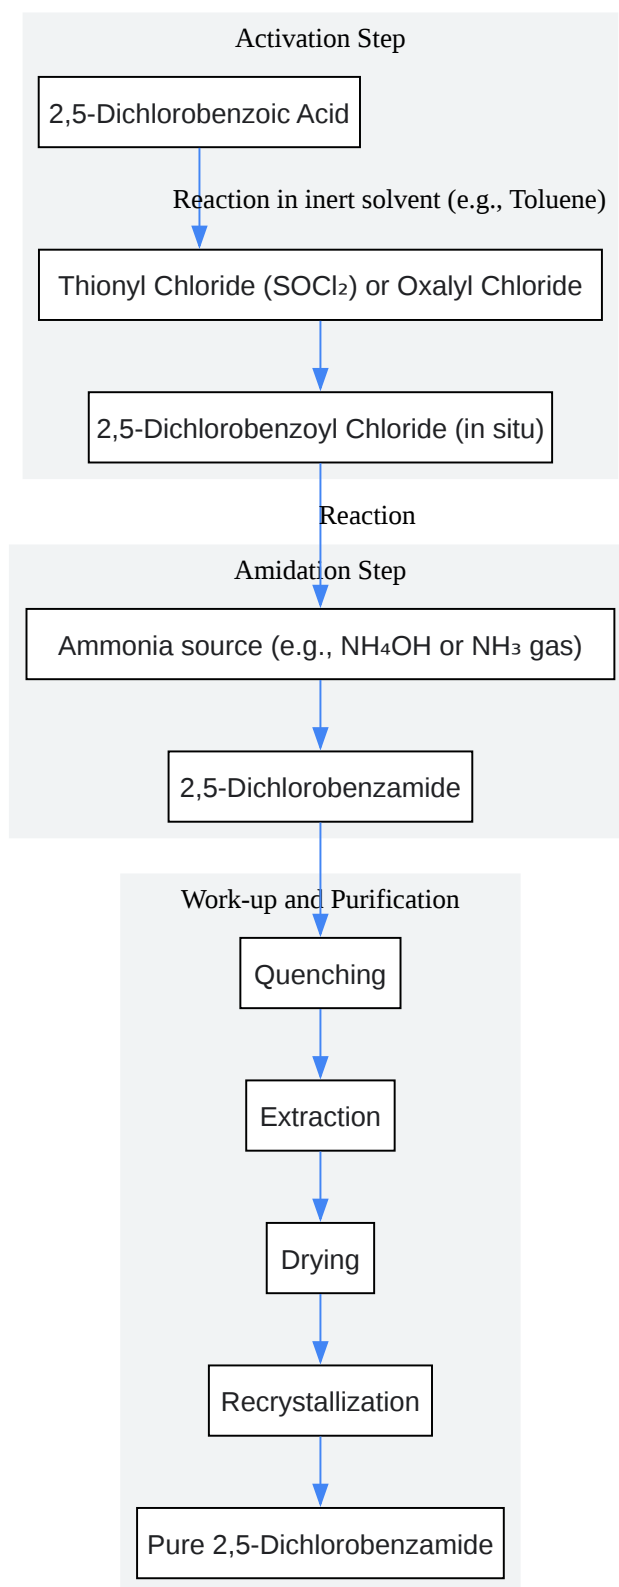 Activation Step
2,5-Dichlorobenzoic Acid
Reaction in inert solvent (e.g., Toluene)
Thionyl Chloride (SOCl₂) or Oxalyl Chloride
2,5-Dichlorobenzoyl Chloride (in situ)
Reaction
Amidation Step
Ammonia source (e.g., NH₄OH or NH₃ gas)
2,5-Dichlorobenzamide
Work-up and Purification
Quenching
Extraction
Drying
Recrystallization
Pure 2,5-Dichlorobenzamide